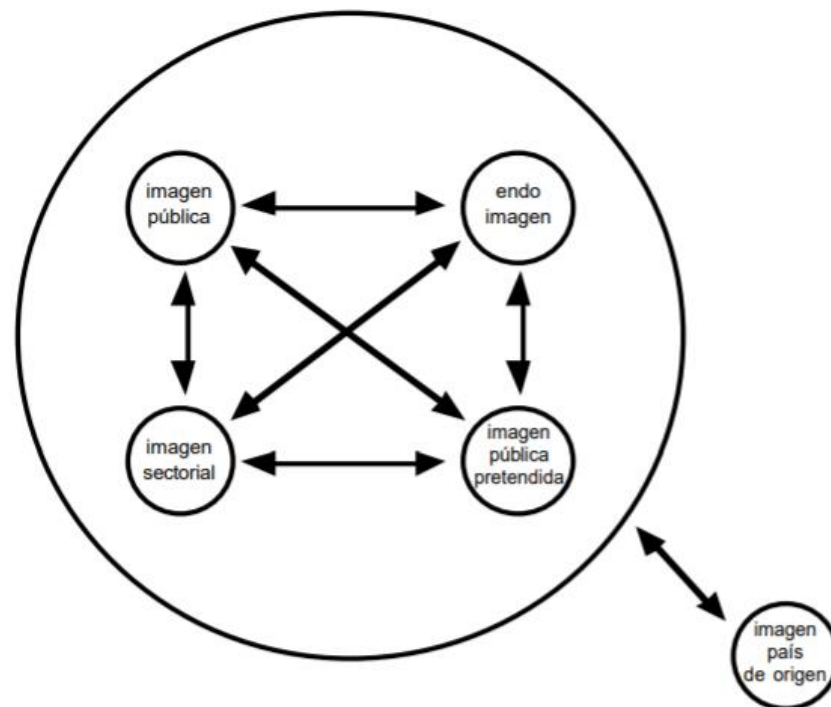 imagen
pública
endo
imagen
imagen
sectorial
imagen
pública
pretendida
imagen
país
de origen